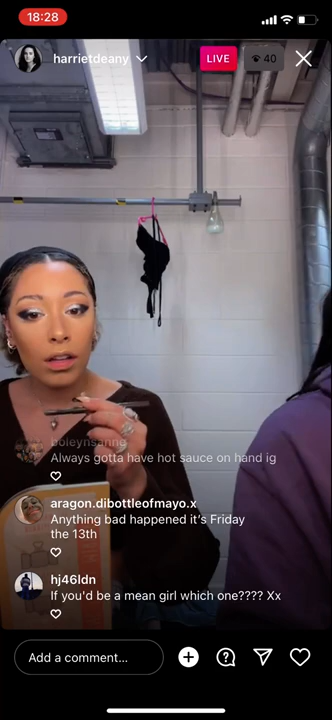 18:28
harrietdeany
LIVE
40
boleynsanne
Always gotta have hot sauce on hand ig
aragon.dibottleofmayo.x
Anything bad happened it's Friday
the 13th
hj46ldn
If you'd be a mean girl which one???? Xx
Add a comment...